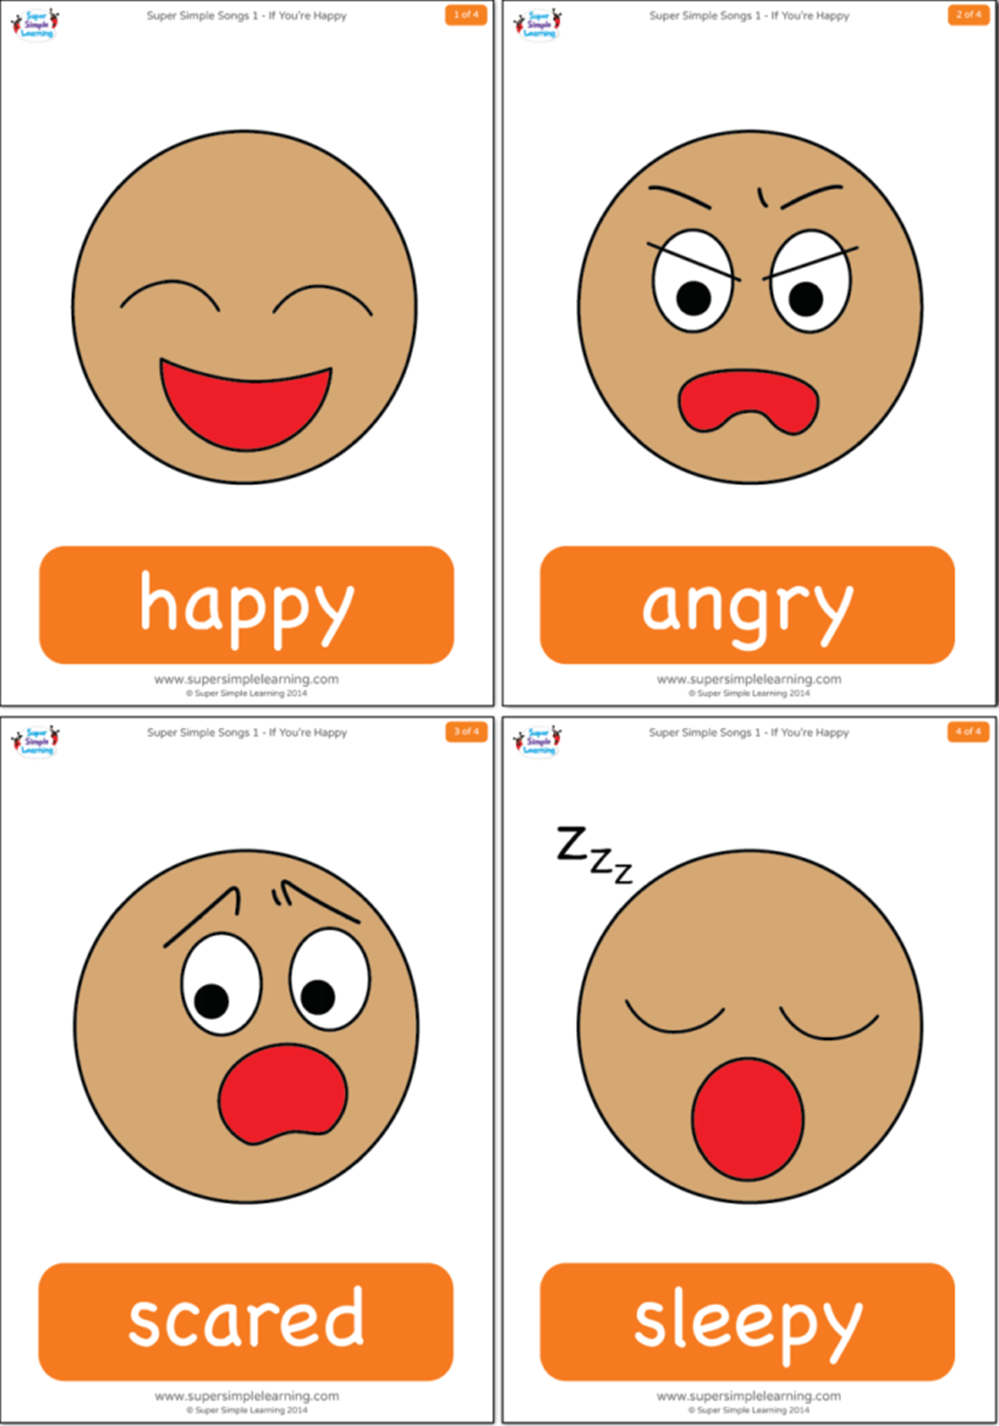 Super Simple Learning
Super Simple Songs 1 - If You're Happy
1 of 4
happy
www.supersimplelearning.com
© Super Simple Learning 2014
Super Simple Learning
Super Simple Songs 1 - If You're Happy
2 of 4
angry
www.supersimplelearning.com
© Super Simple Learning 2014
Super Simple Learning
Super Simple Songs 1 - If You're Happy
3 of 4
scared
www.supersimplelearning.com
© Super Simple Learning 2014
Super Simple Learning
Super Simple Songs 1 - If You're Happy
4 of 4
z z z
sleepy
www.supersimplelearning.com
© Super Simple Learning 2014